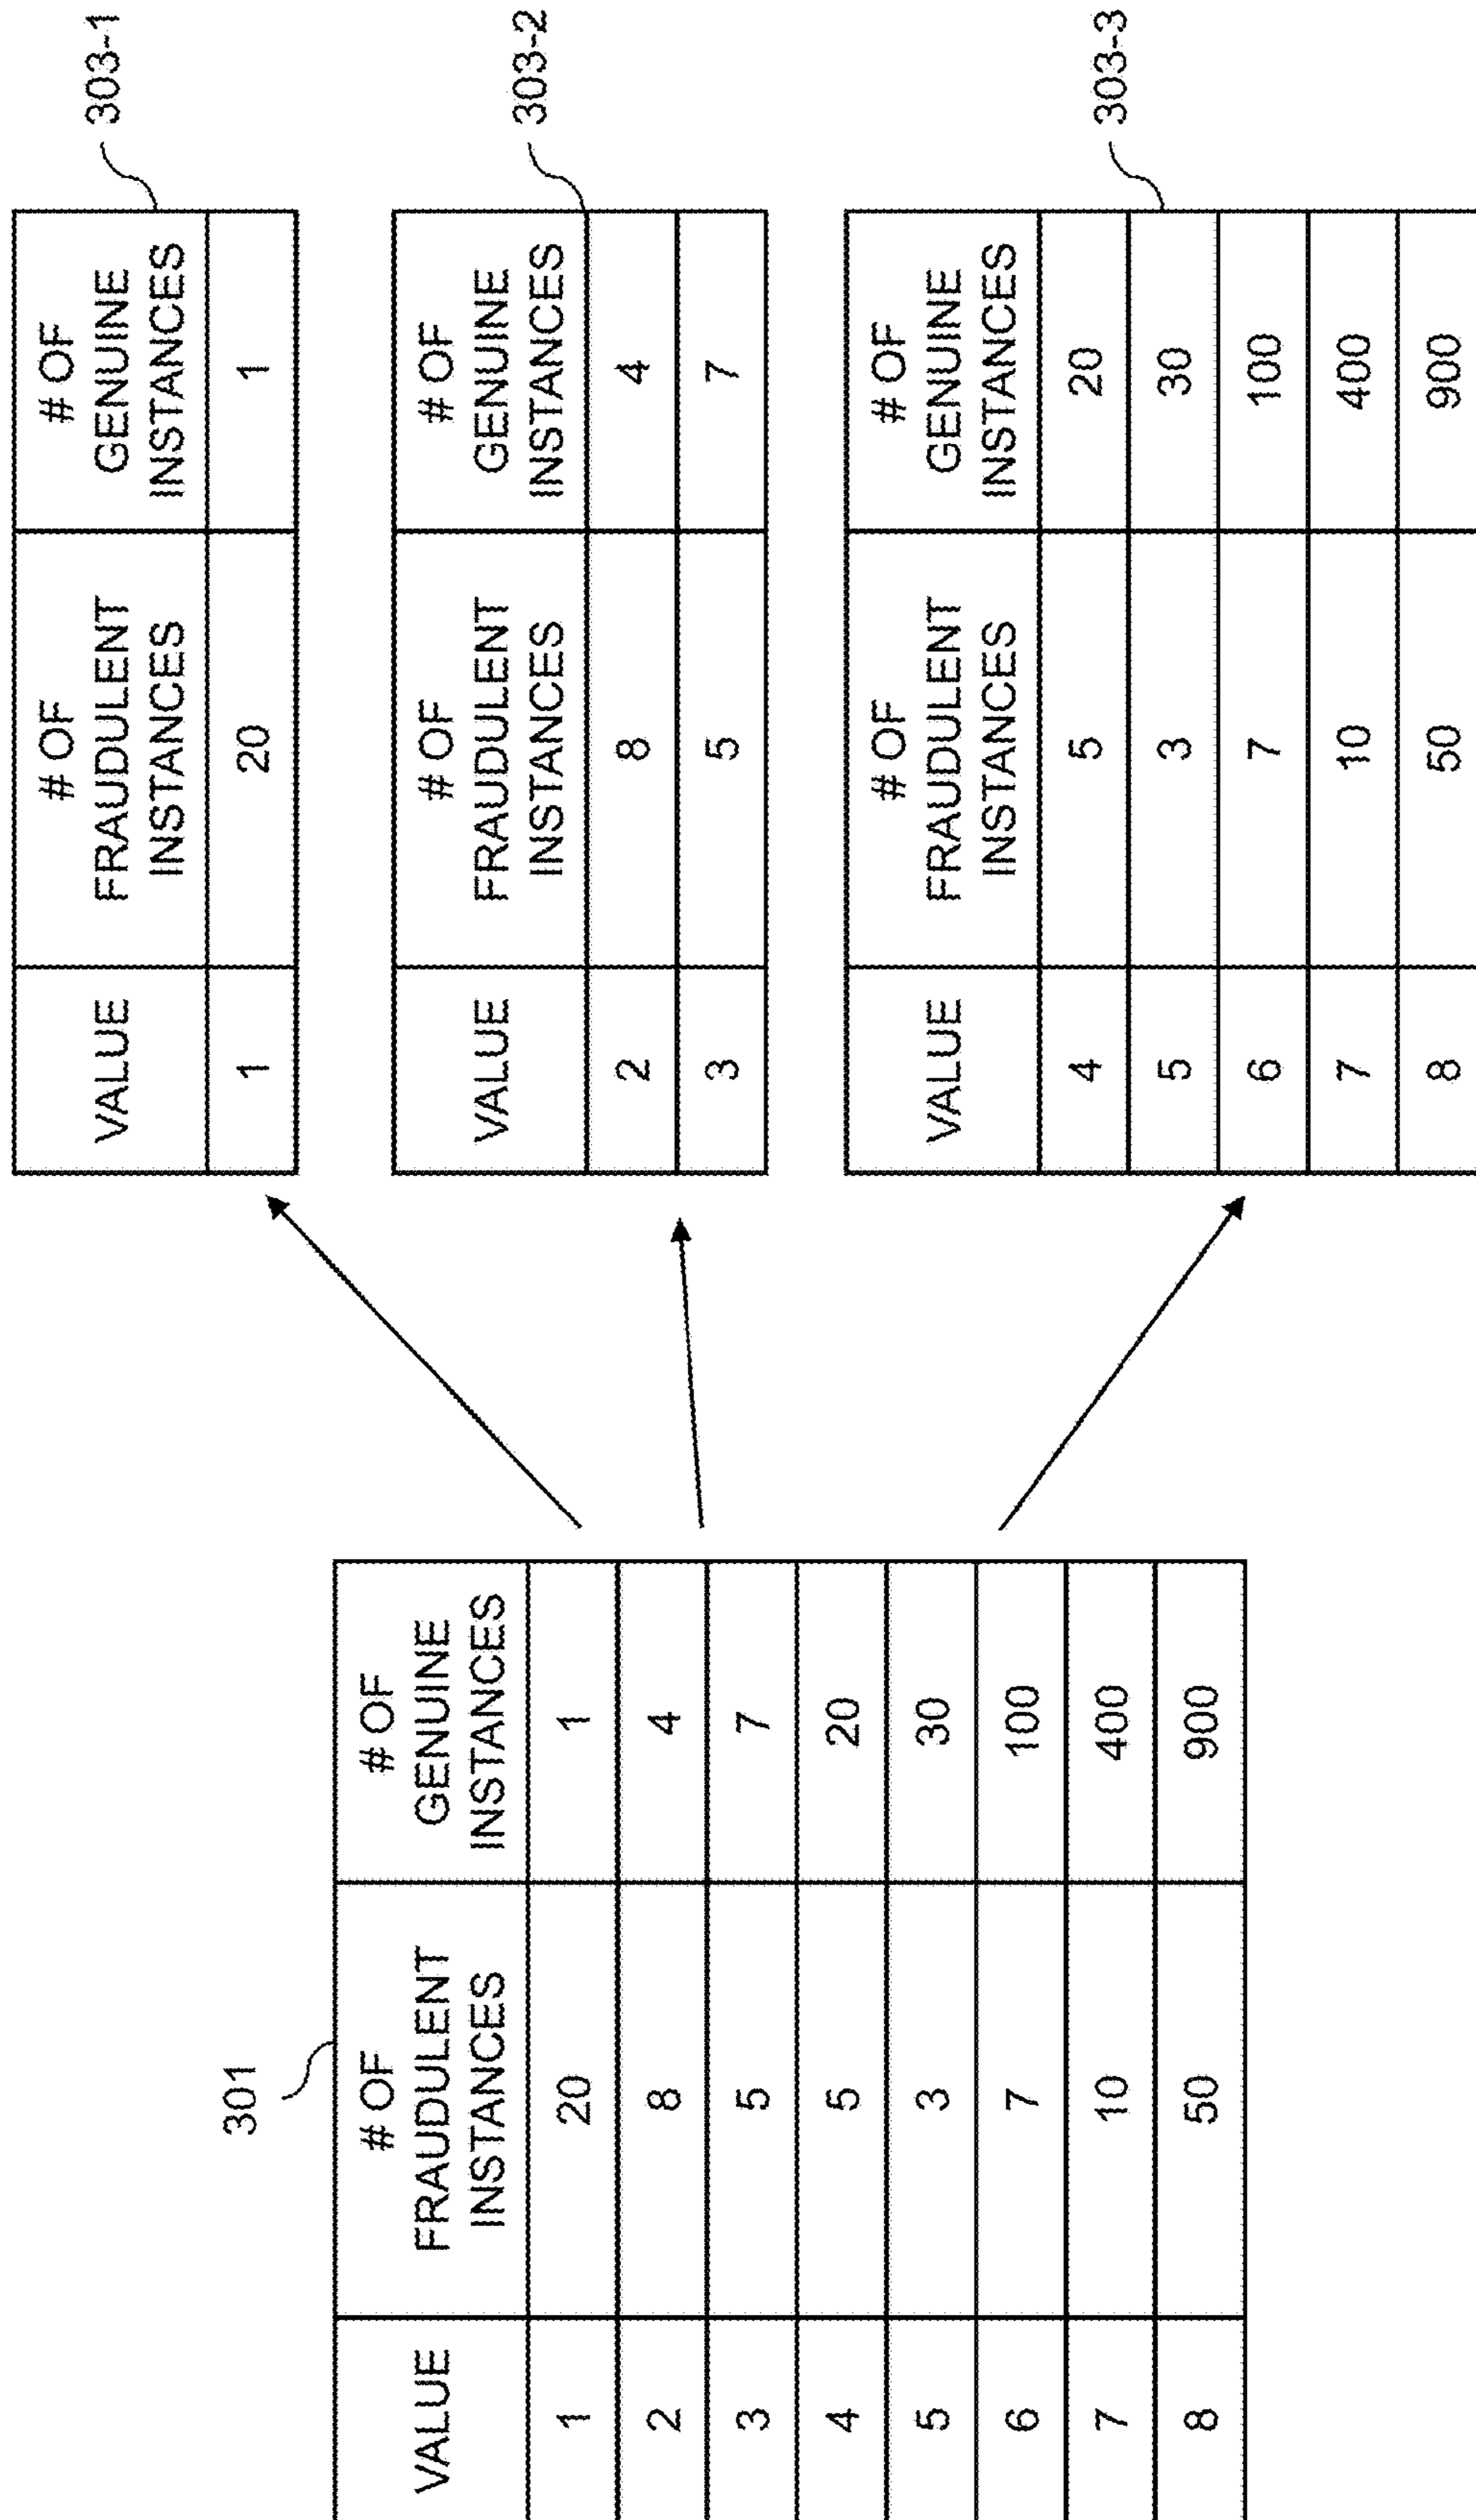 301
VALUE # OF FRAUDULENT INSTANCES # OF GENUINE INSTANCES
1 20 1
2 8 4
3 5 7
4 5 20
5 3 30
6 7 100
7 10 400
8 50 900
303-1
VALUE # OF FRAUDULENT INSTANCES # OF GENUINE INSTANCES
1 20 1
303-2
VALUE # OF FRAUDULENT INSTANCES # OF GENUINE INSTANCES
2 8 4
3 5 7
303-3
VALUE # OF FRAUDULENT INSTANCES # OF GENUINE INSTANCES
4 5 20
5 3 30
6 7 100
7 10 400
8 50 900